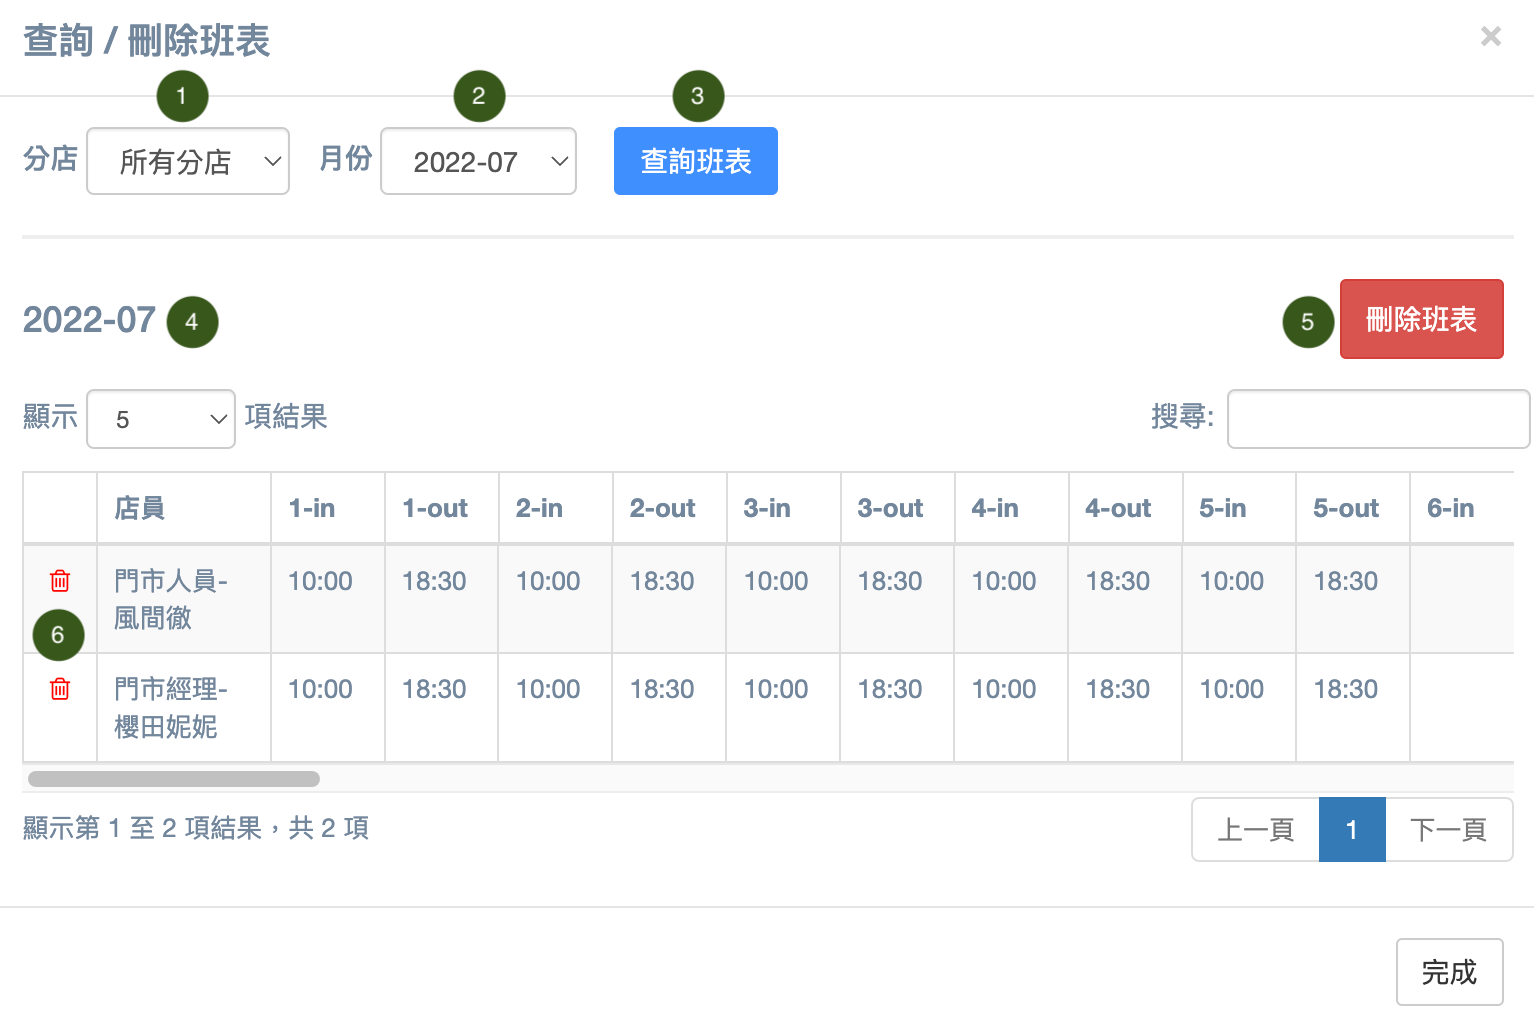 查詢 / 刪除班表
×
1 2 3
分店 所有分店 月份 2022-07 查詢班表
2022-07 4 5 刪除班表
顯示 5 項結果 搜尋:
店員 1-in 1-out 2-in 2-out 3-in 3-out 4-in 4-out 5-in 5-out 6-in
門市人員- 10:00 18:30 10:00 18:30 10:00 18:30 10:00 18:30 10:00 18:30
風間徹
6
門市經理- 10:00 18:30 10:00 18:30 10:00 18:30 10:00 18:30 10:00 18:30
櫻田妮妮
顯示第 1 至 2 項結果，共 2 項 上一頁 1 下一頁
完成